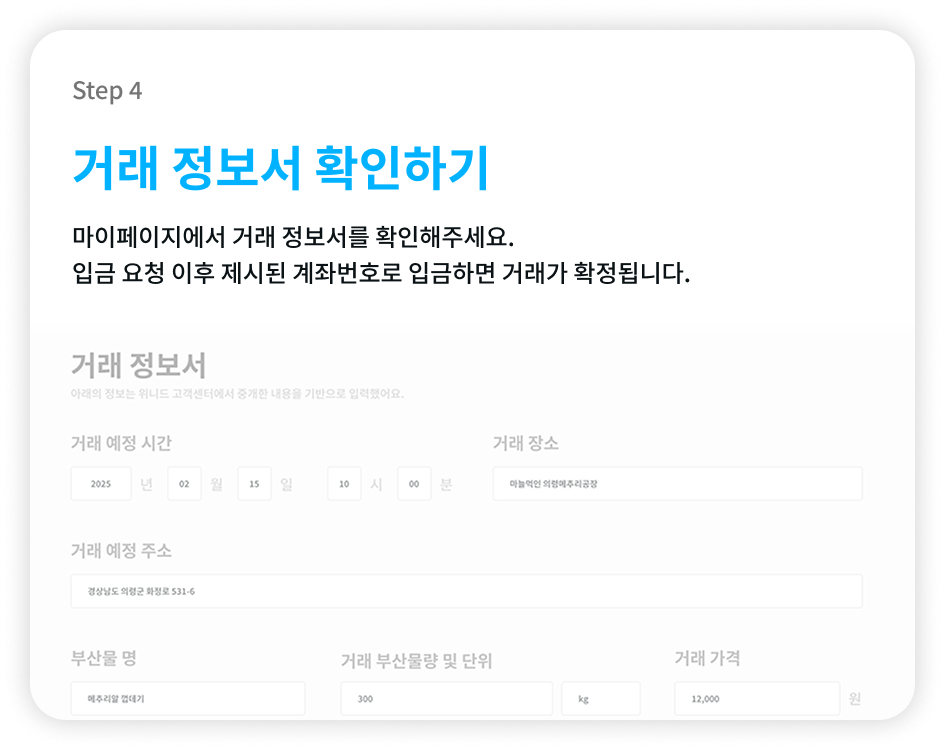 Step 4
거래 정보서 확인하기
마이페이지에서 거래 정보서를 확인해주세요.
입금 요청 이후 제시된 계좌번호로 입금하면 거래가 확정됩니다.
거래 정보서
아래의 정보는 위니드 고객센터에서 중개한 내용을 기반으로 입력했어요.
거래 예정 시간 거래 장소
2025 년 02 월 15 일 10 시 00 분 마늘먹인 의령메추리공장
거래 예정 주소
경상남도 의령군 화정로 531-6
부산물 명 거래 부산물량 및 단위 거래 가격
메추리알 껍데기 300 kg 12,000 원